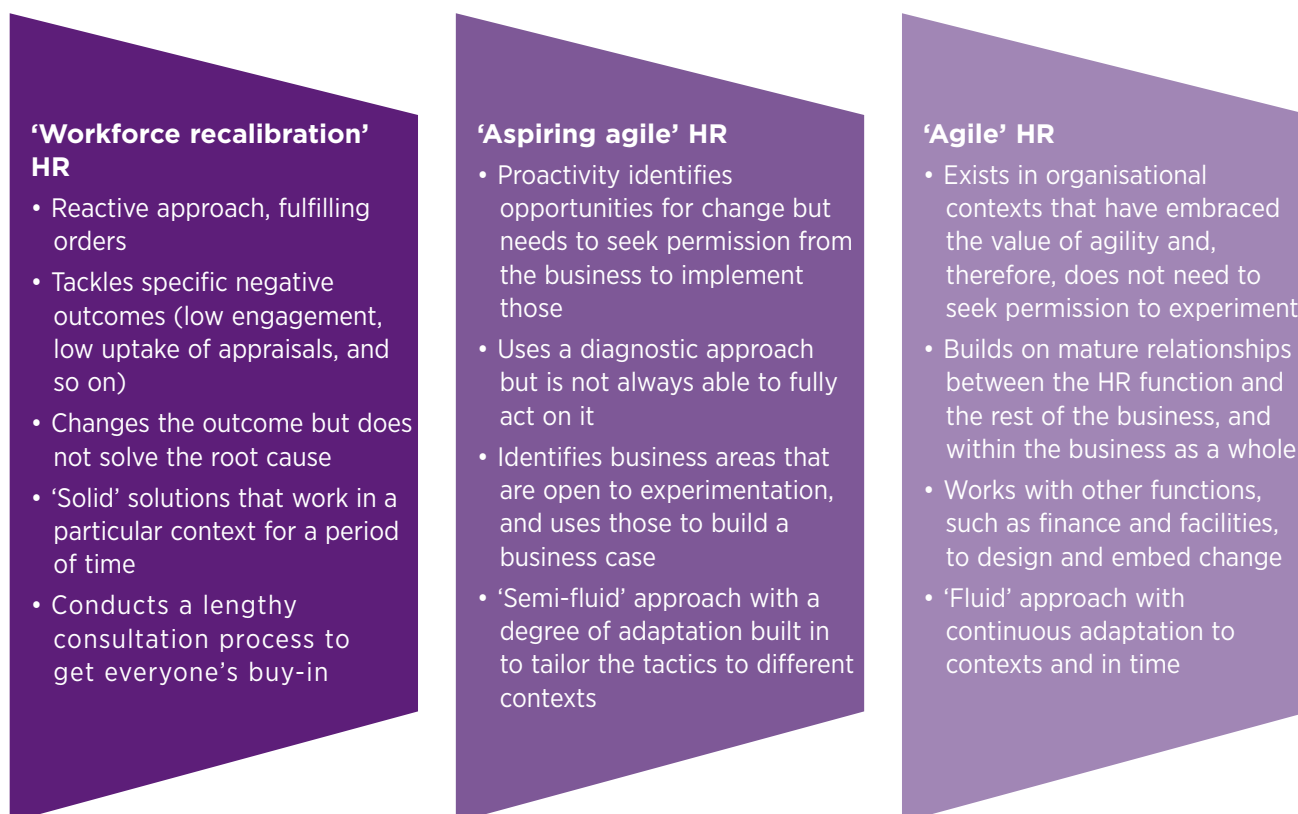 ‘Workforce recalibration’
HR
• Reactive approach, fulfilling
orders
• Tackles specific negative
outcomes (low engagement,
low uptake of appraisals, and
so on)
• Changes the outcome but does
not solve the root cause
• ‘Solid’ solutions that work in a
particular context for a period
of time
• Conducts a lengthy
consultation process to
get everyone’s buy-in
‘Aspiring agile’ HR
• Proactivity identifies
opportunities for change but
needs to seek permission from
the business to implement
those
• Uses a diagnostic approach
but is not always able to fully
act on it
• Identifies business areas that
are open to experimentation,
and uses those to build a
business case
• ‘Semi-fluid’ approach with a
degree of adaptation built in
to tailor the tactics to different
contexts
‘Agile’ HR
• Exists in organisational
contexts that have embraced
the value of agility and,
therefore, does not need to
seek permission to experiment
• Builds on mature relationships
between the HR function and
the rest of the business, and
within the business as a whole
• Works with other functions,
such as finance and facilities,
to design and embed change
• ‘Fluid’ approach with
continuous adaptation to
contexts and in time